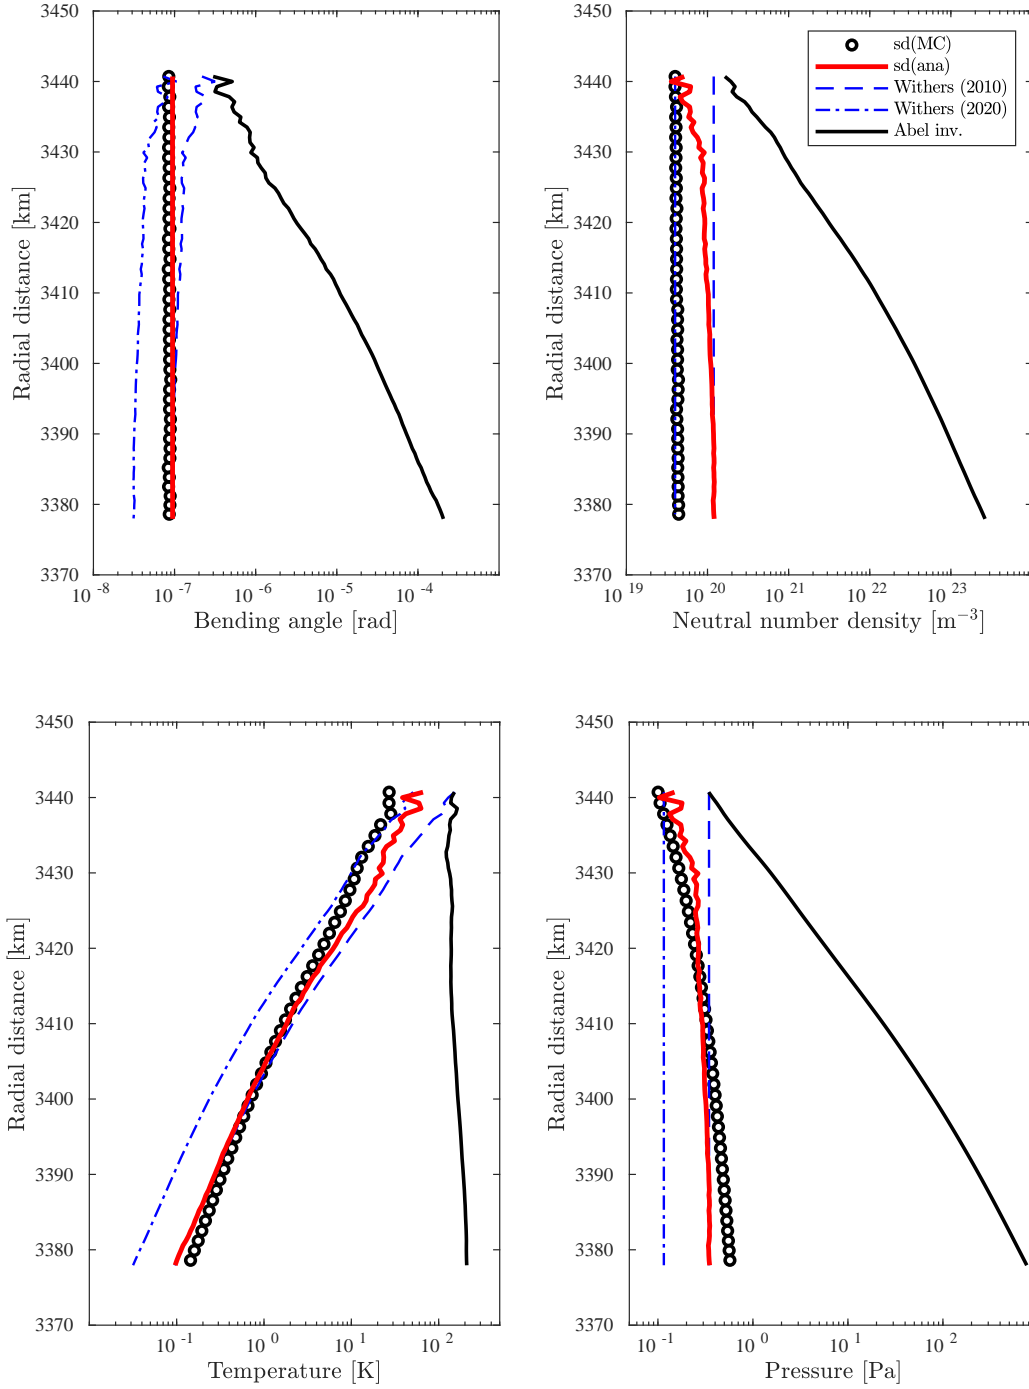 3450
3440
3430
3420
3410
3400
3390
3380
3370
Radial distance [km]
10^-8 10^-7 10^-6 10^-5 10^-4
Bending angle [rad]
3450
3440
3430
3420
3410
3400
3390
3380
3370
Radial distance [km]
sd(MC)
sd(ana)
Withers (2010)
Withers (2020)
Abel inv.
10^19 10^20 10^21 10^22 10^23
Neutral number density [m^−3]
3450
3440
3430
3420
3410
3400
3390
3380
3370
Radial distance [km]
10^-1 10^0 10^1 10^2
Temperature [K]
3450
3440
3430
3420
3410
3400
3390
3380
3370
Radial distance [km]
10^-1 10^0 10^1 10^2
Pressure [Pa]